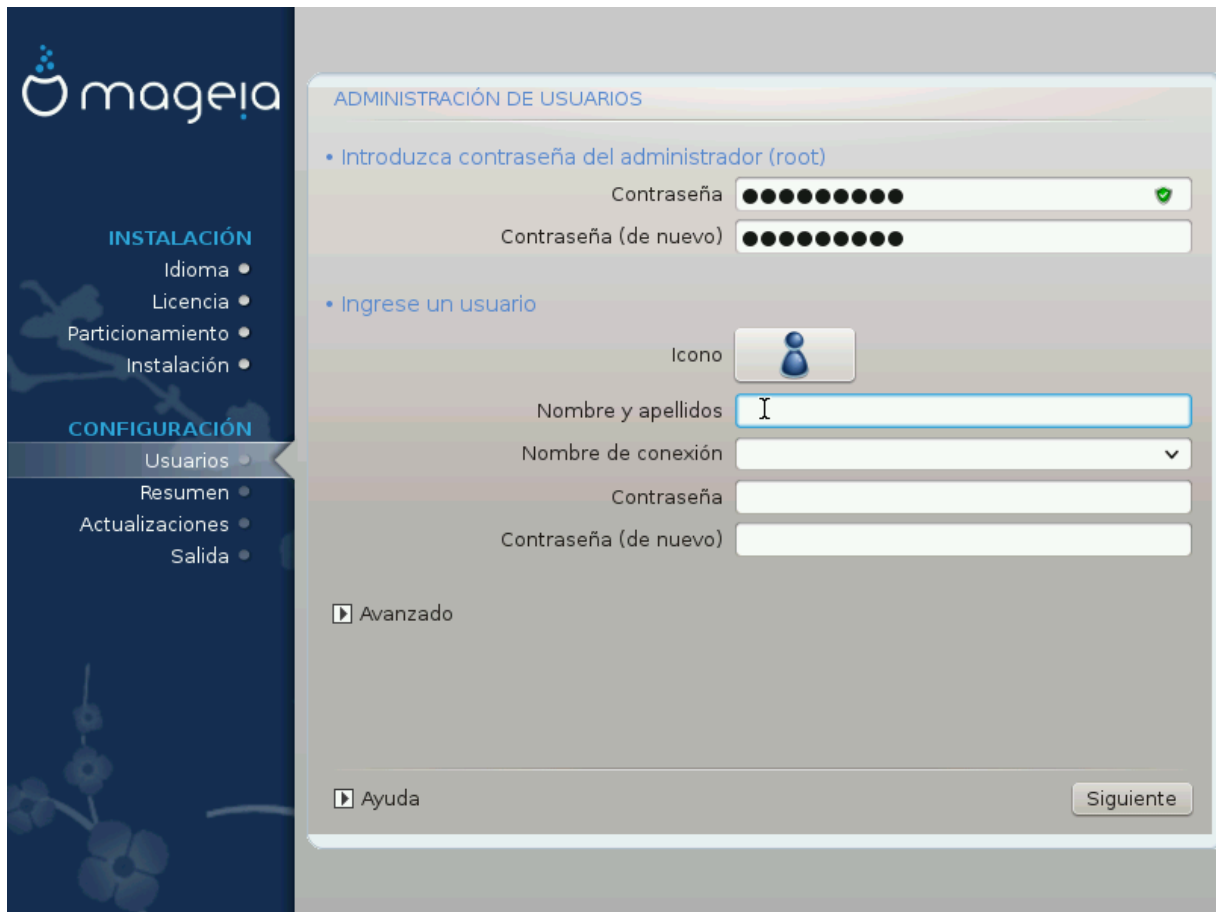 mageia
INSTALACIÓN
Idioma
Licencia
Particionamiento
Instalación
CONFIGURACIÓN
Usuarios
Resumen
Actualizaciones
Salida
ADMINISTRACIÓN DE USUARIOS
• Introduzca contraseña del administrador (root)
Contraseña
Contraseña (de nuevo)
• Ingrese un usuario
Icono
Nombre y apellidos
Nombre de conexión
Contraseña
Contraseña (de nuevo)
Avanzado
Ayuda
Siguiente